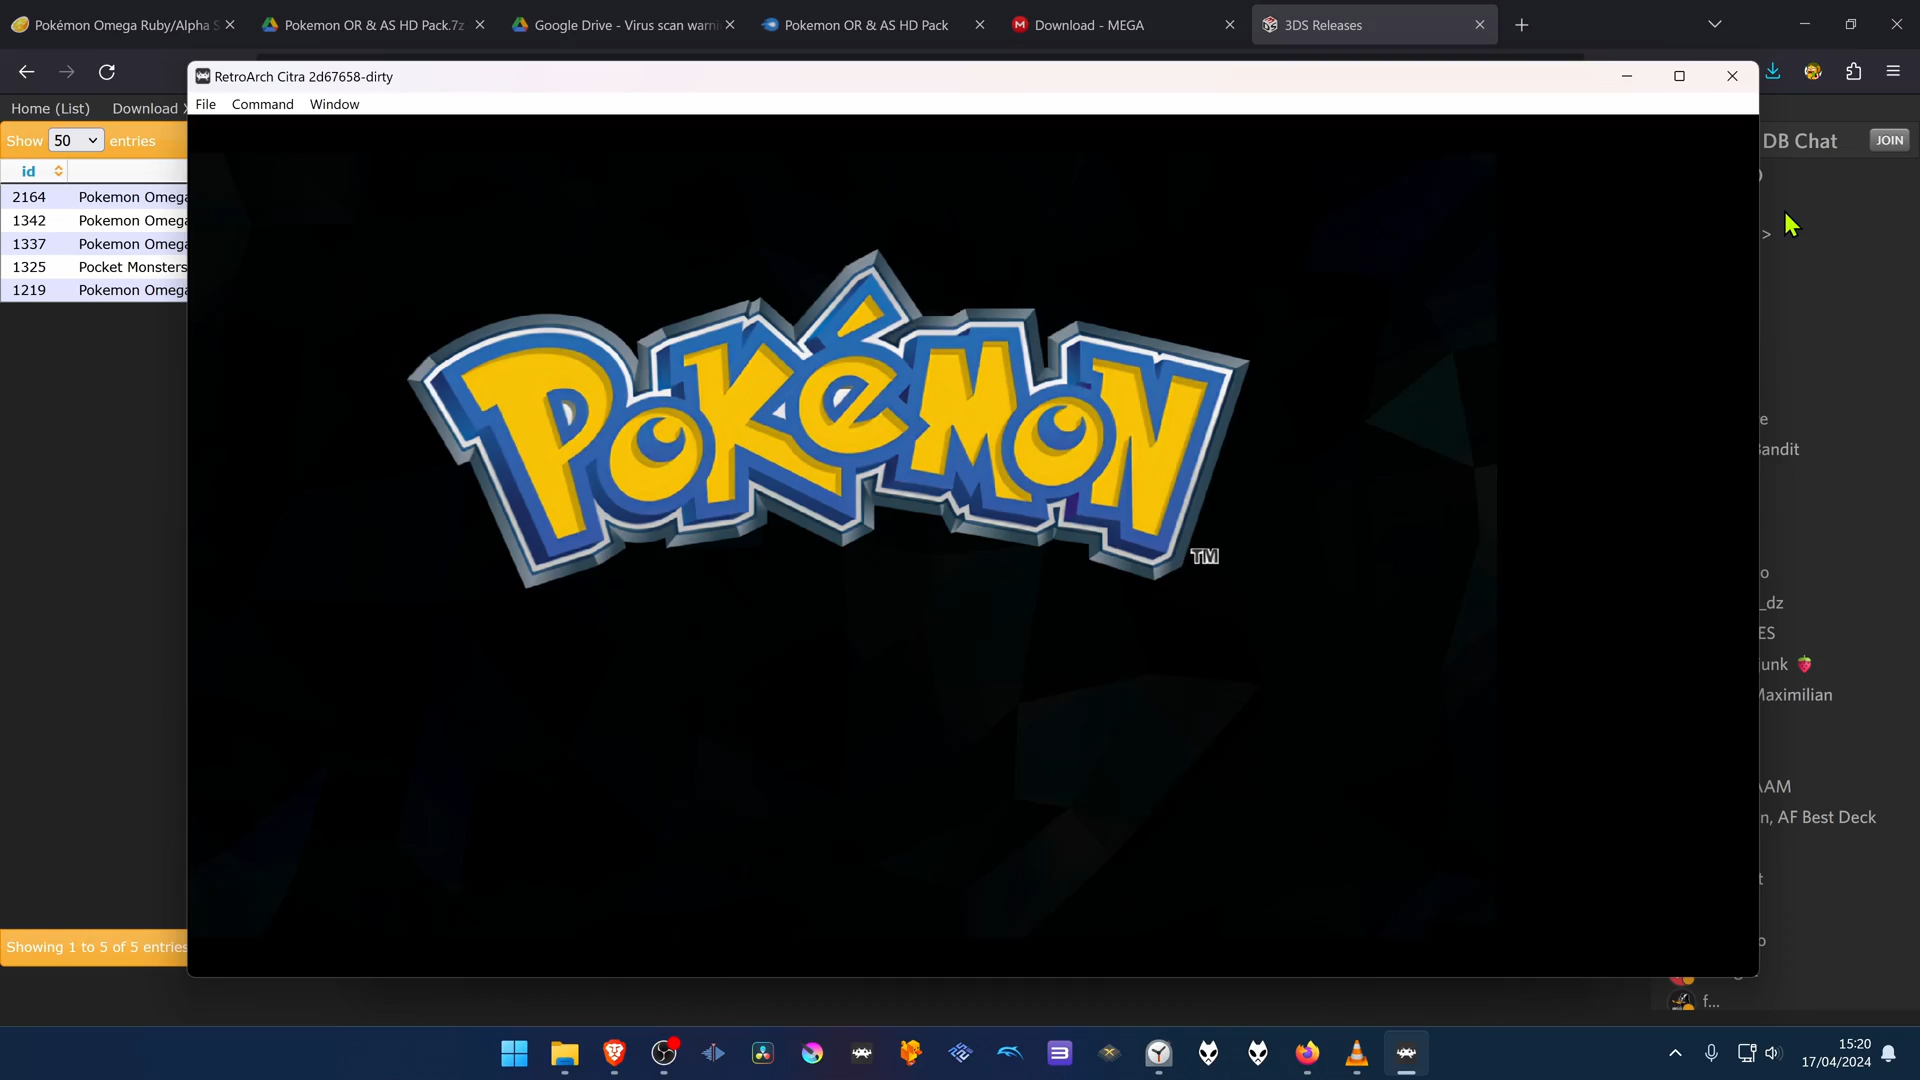 Pokémon Omega Ruby/Alpha S
Pokemon OR & AS HD Pack.7z
Google Drive - Virus scan warni
Pokemon OR & AS HD Pack
Download - MEGA
3DS Releases
RetroArch Citra 2d67658-dirty
File Command Window
Home (List) Download
Show 50 entries
DB Chat JOIN
id
2164 Pokemon Omega
1342 Pokemon Omega
1337 Pokemon Omega
1325 Pocket Monsters
1219 Pokemon Omega
>
POKéMON
TM
e
Bandit
o
_dz
ES
unk
Maximilian
AAM
n, AF Best Deck
t
o
f...
Showing 1 to 5 of 5 entries
15:20
17/04/2024